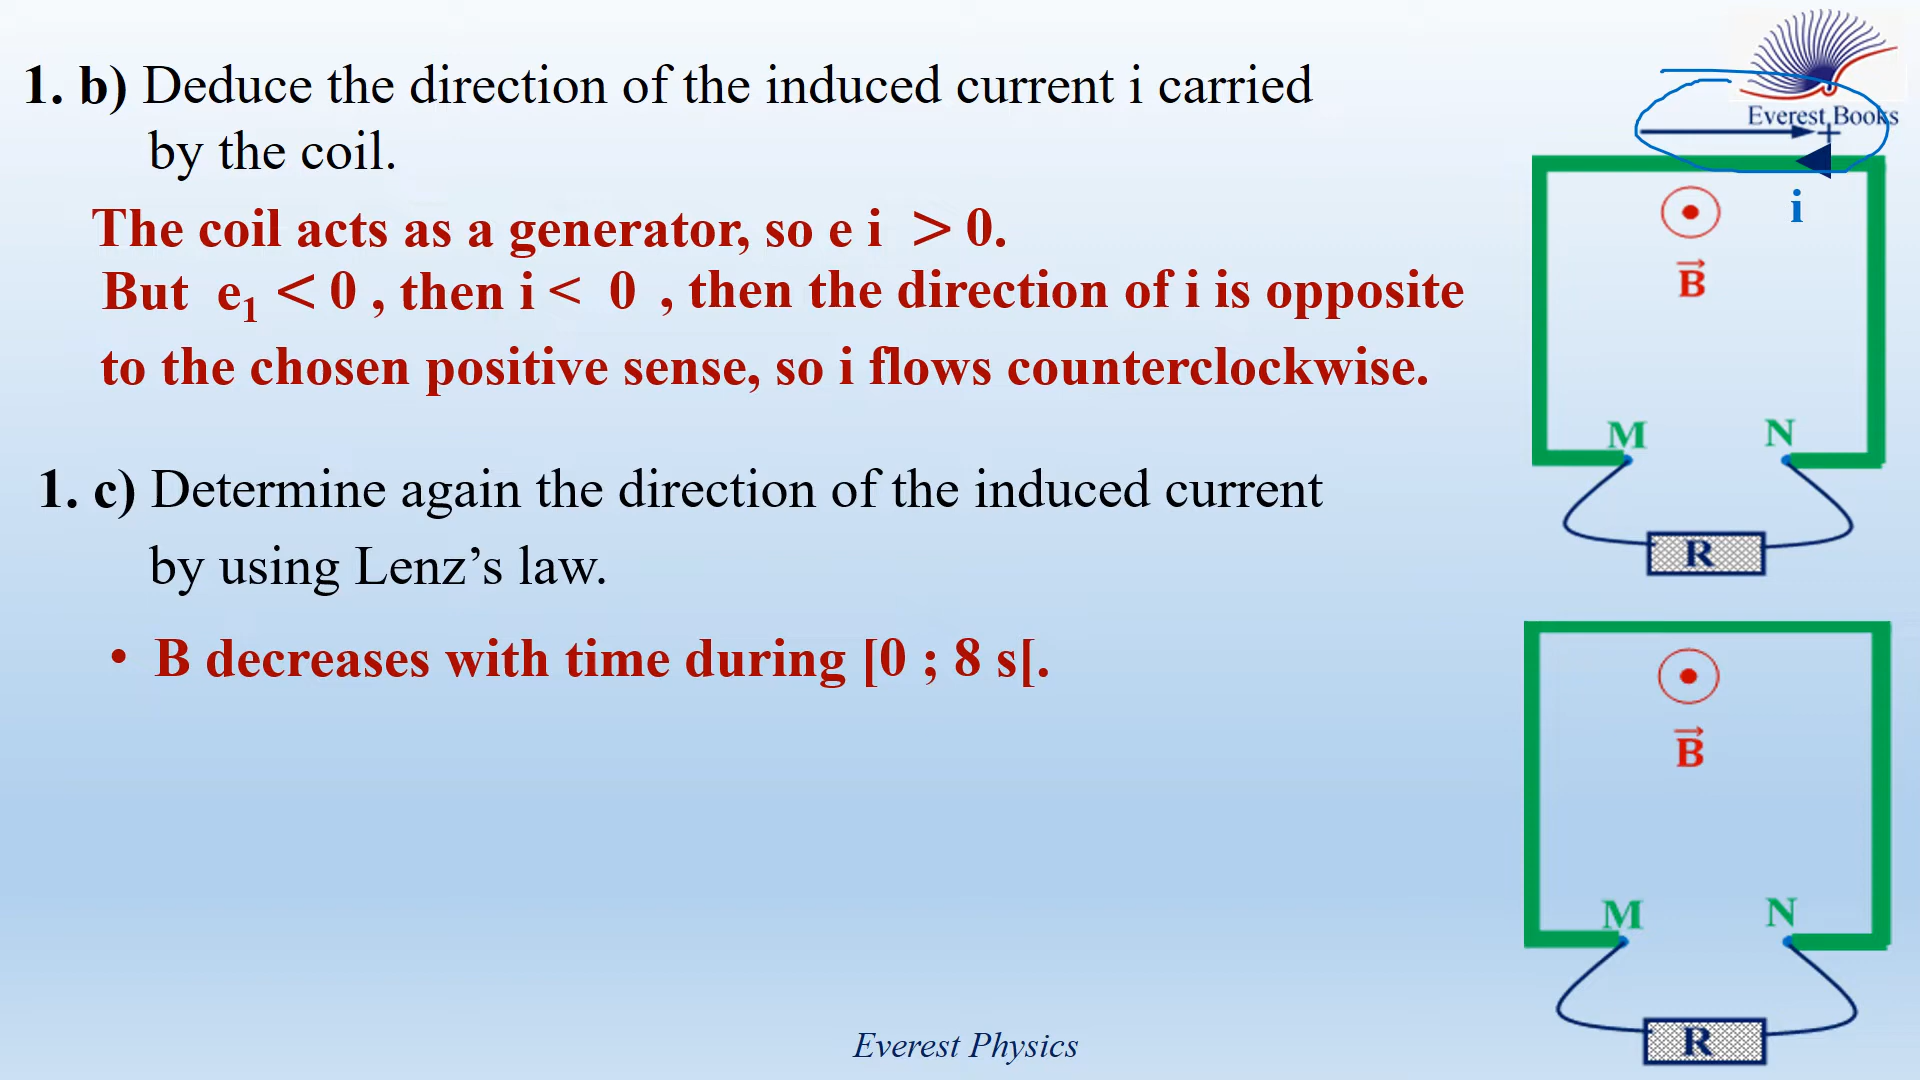 1. b) Deduce the direction of the induced current i carried
by the coil.
The coil acts as a generator, so e i > 0.
But e₁ < 0 , then i < 0 , then the direction of i is opposite
to the chosen positive sense, so i flows counterclockwise.
1. c) Determine again the direction of the induced current
by using Lenz’s law.
• B decreases with time during [0 ; 8 s[.
Everest Books
+
i
B⃗
M N
R
B⃗
M N
R
Everest Physics